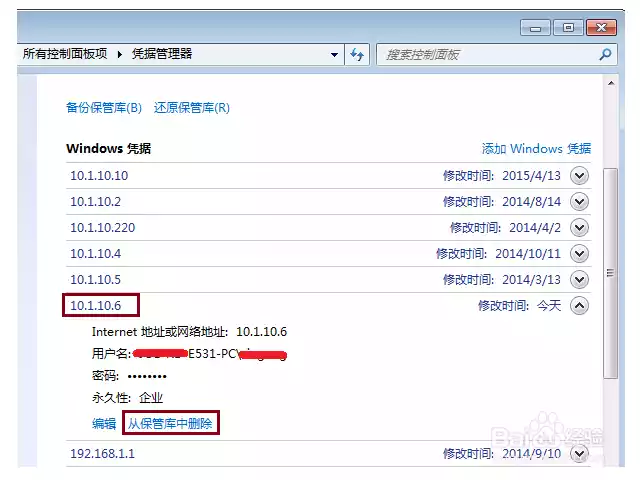 所有控制面板项 ▸ 凭据管理器 搜索控制面板
备份保管库(B) 还原保管库(R)
Windows 凭据 添加 Windows 凭据
10.1.10.10 修改时间: 2015/4/13
10.1.10.2 修改时间: 2014/8/14
10.1.10.220 修改时间: 2014/4/2
10.1.10.4 修改时间: 2014/10/11
10.1.10.5 修改时间: 2014/3/13
10.1.10.6 修改时间: 今天
Internet 地址或网络地址: 10.1.10.6
用户名: E531-PC\
密码: ••••••••
永久性: 企业
编辑 从保管库中删除
192.168.1.1 修改时间: 2014/9/10
Baidu 经验